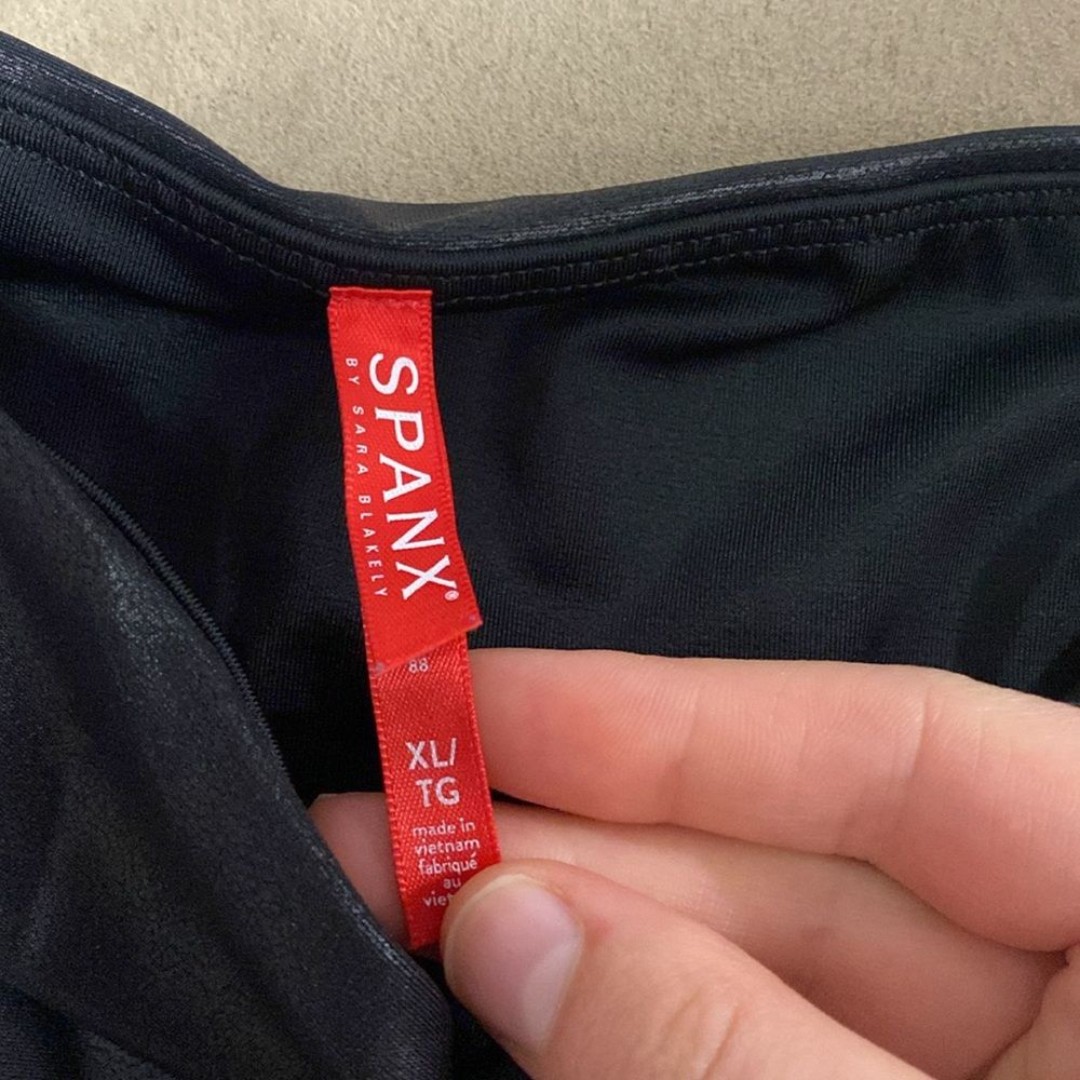 SPANX®
BY SARA BLAKELY
88
XL/
TG
made in
vietnam
fabriqué
au